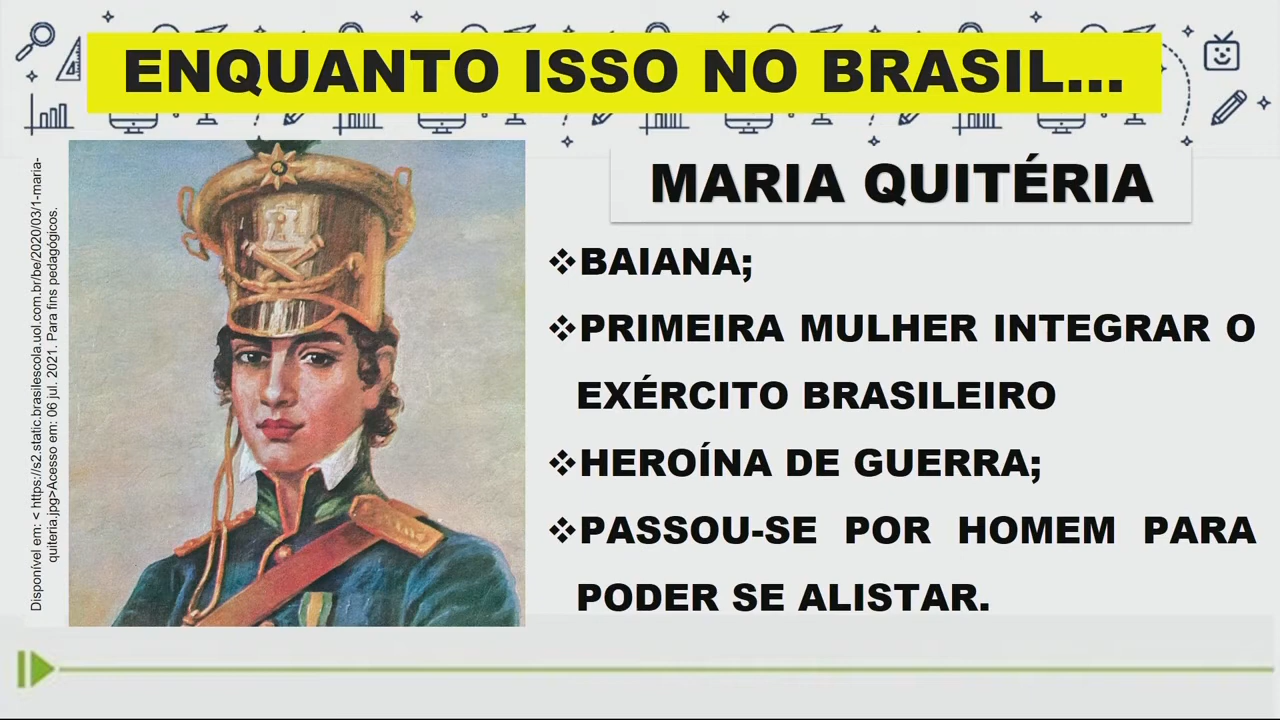 ENQUANTO ISSO NO BRASIL...
Disponível em: < https://s2.static.brasilescola.uol.com.br/be/2020/03/1-maria-
quiteria.jpg>Acesso em: 06 jul. 2021. Para fins pedagógicos.
MARIA QUITÉRIA
❖BAIANA;
❖PRIMEIRA MULHER INTEGRAR O
EXÉRCITO BRASILEIRO
❖HEROÍNA DE GUERRA;
❖PASSOU-SE POR HOMEM PARA
PODER SE ALISTAR.